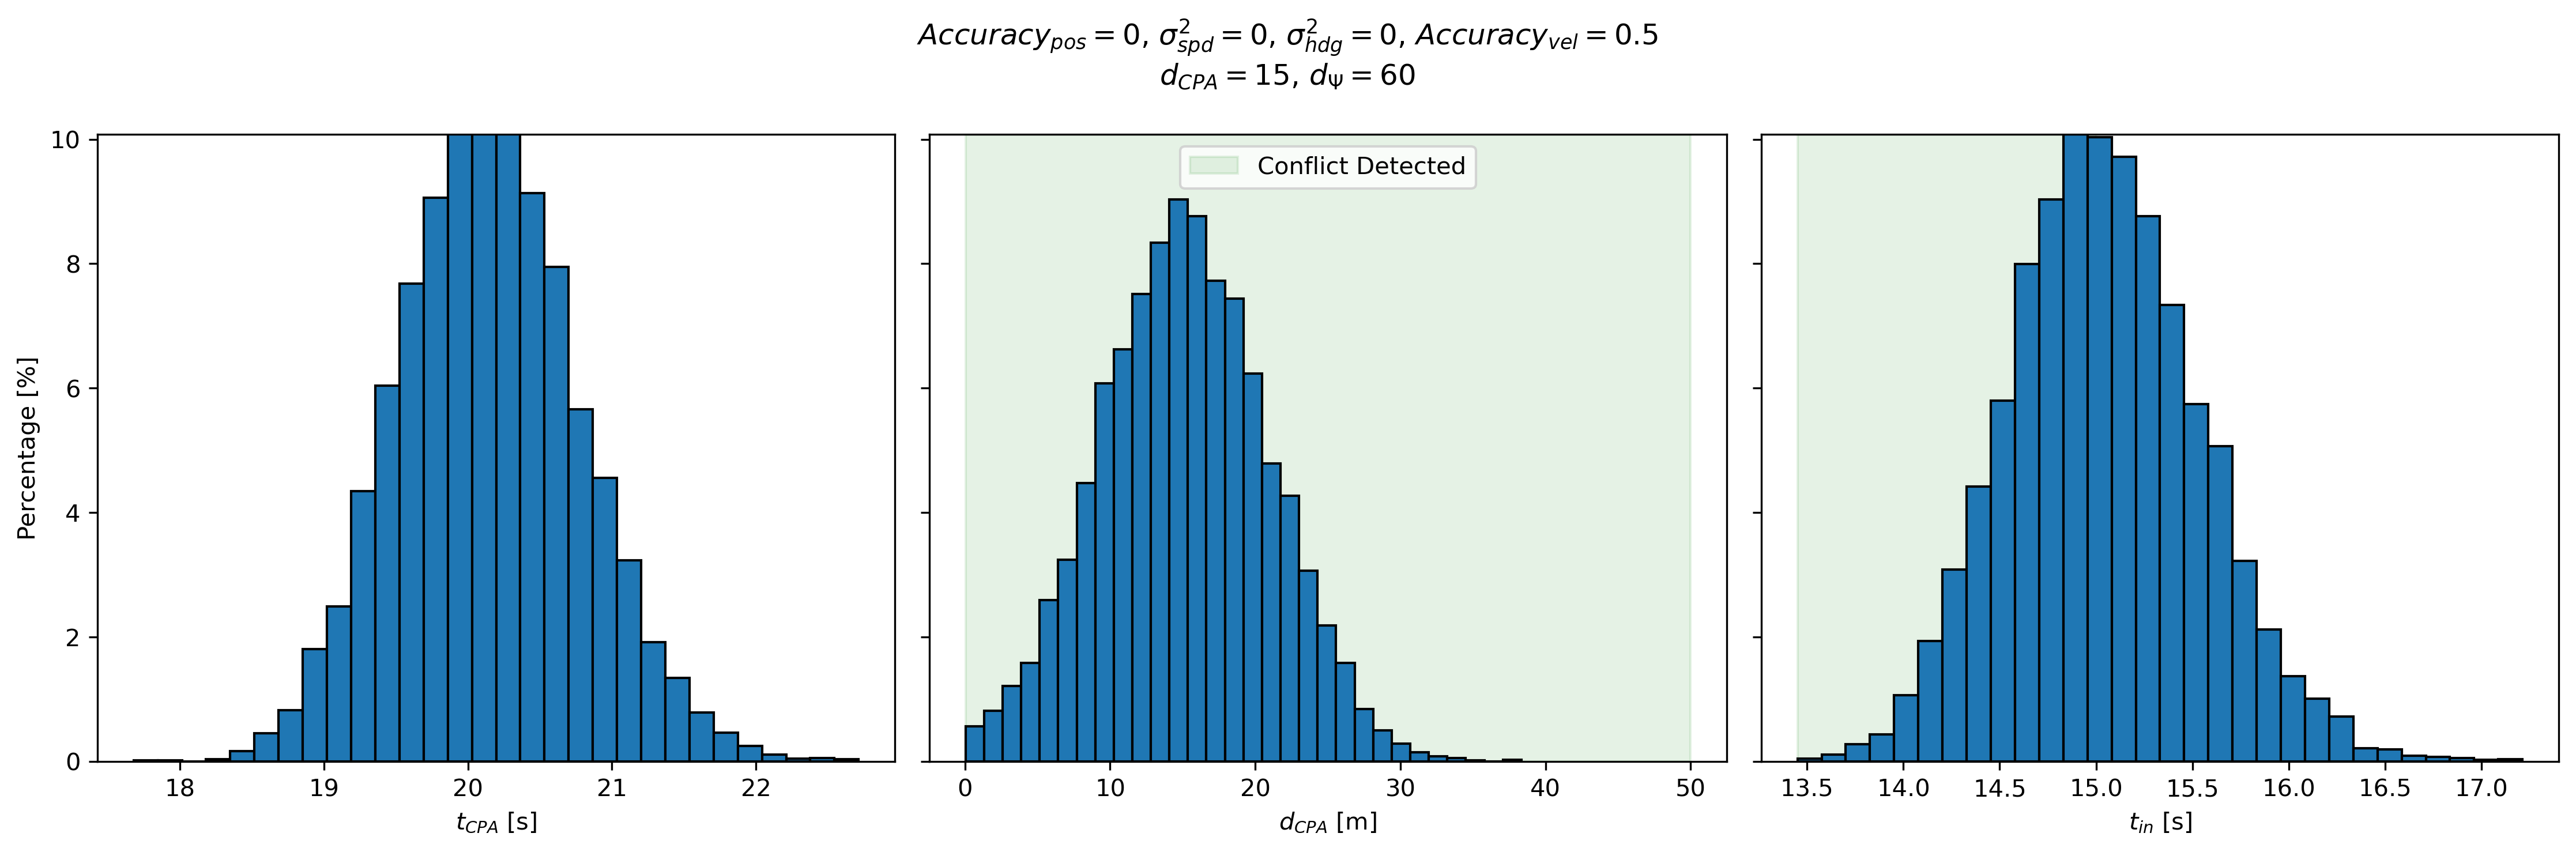 Accuracy_pos = 0, σ²_spd = 0, σ²_hdg = 0, Accuracy_vel = 0.5
d_CPA = 15, d_Ψ = 60
Percentage [%]
10
8
6
4
2
0
18 19 20 21 22
t_CPA [s]
Conflict Detected
0 10 20 30 40 50
d_CPA [m]
13.5 14.0 14.5 15.0 15.5 16.0 16.5 17.0
t_in [s]